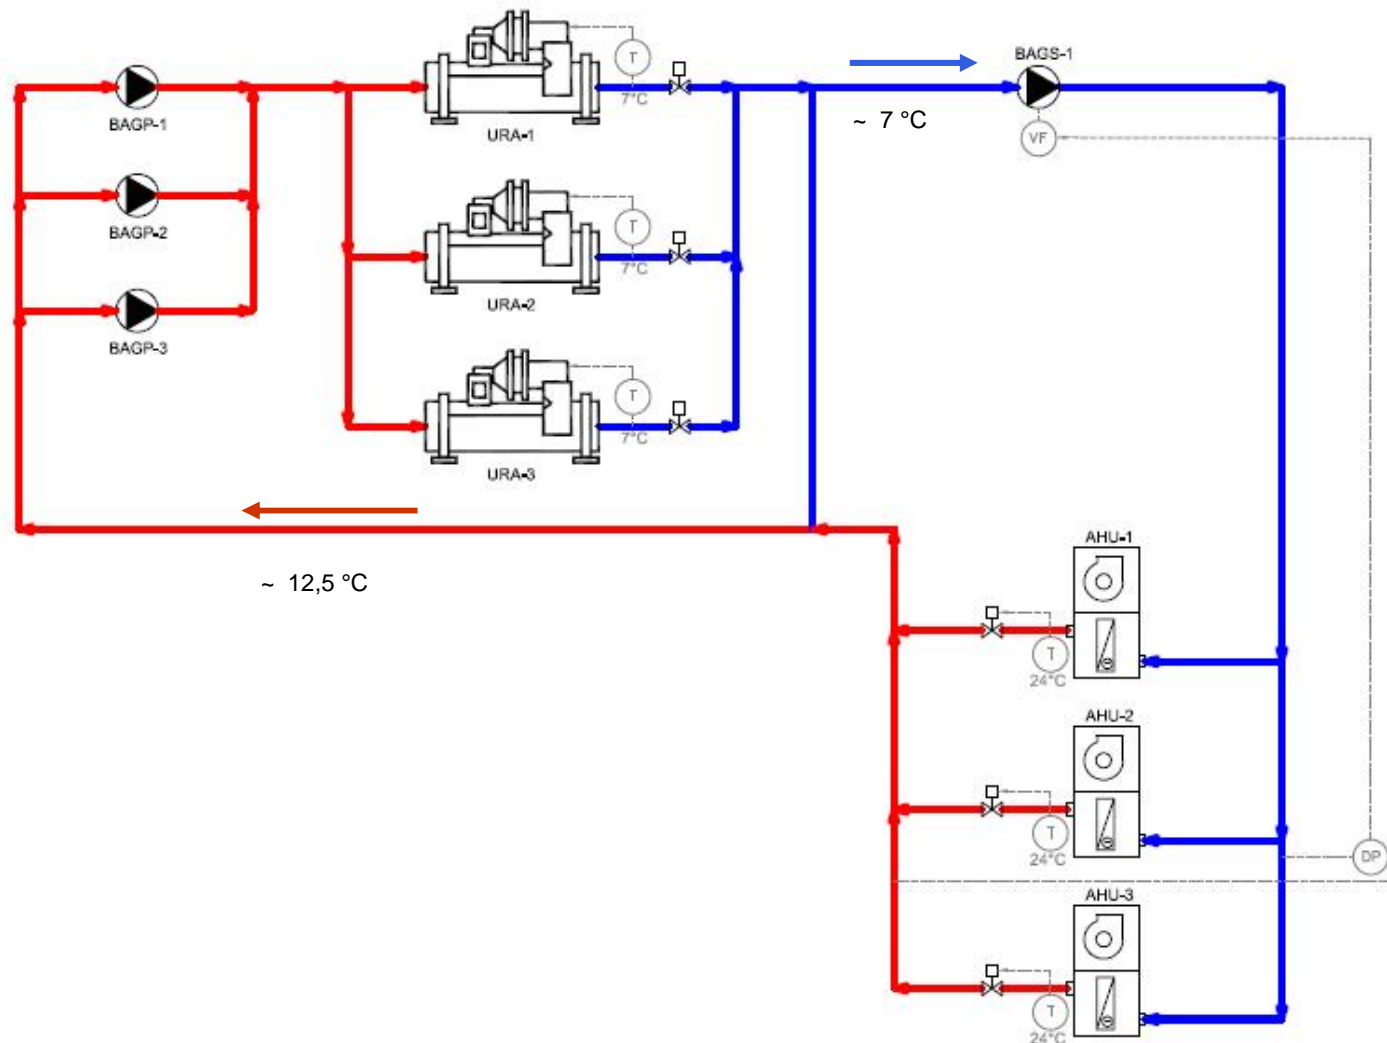 BAGS-1
BAGP-1
T
7°C
URA-1
~ 7 °C
VF
BAGP-2
T
7°C
URA-2
BAGP-3
T
7°C
URA-3
~ 12,5 °C
AHU-1
T
24°C
AHU-2
T
24°C
DP
AHU-3
T
24°C